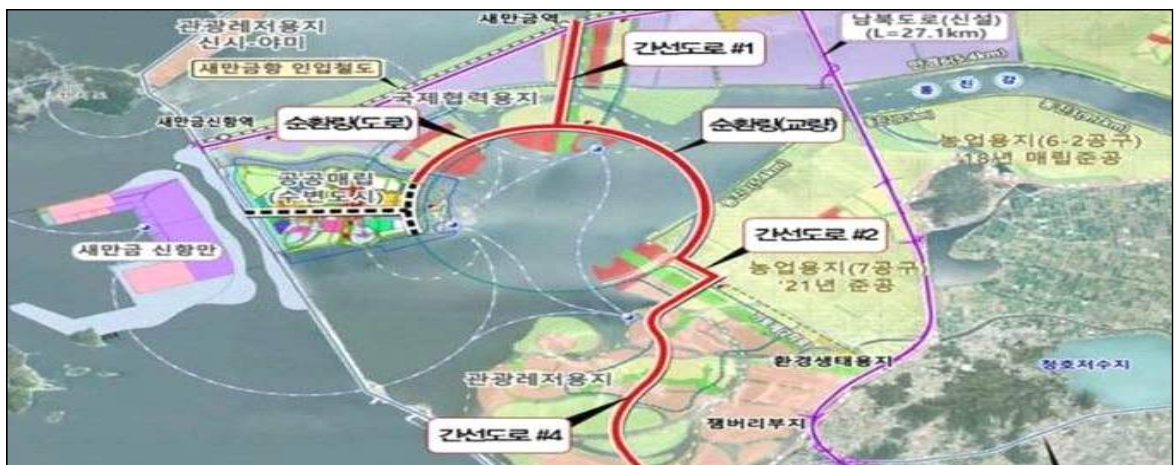 관광레저용지
신시-야미
새만금역
간선도로 #1
남북도로(신설)
(L=27.1km)
새만금항 인입철도
국제협력용지
새만금신항역
순환링(도로)
순환링(교량)
동 진 강
농업용지(6-2공구)
'18년 매립준공
공공매립
(수변도시)
새만금 신항만
간선도로 #2
농업용지(7공구)
'21년 준공
관광레저용지
환경생태용지
청호저수지
잼버리부지
간선도로 #4